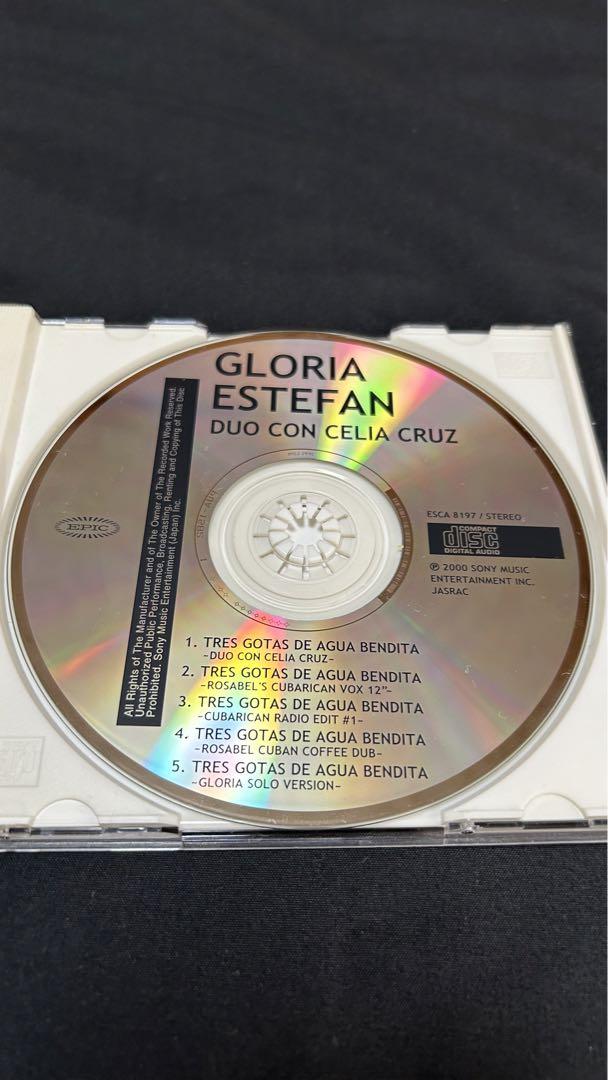 GLORIA
ESTEFAN
DUO CON CELIA CRUZ
All Rights of The Manufacturer and of The Owner of The Recorded Work Reserved.
Unauthorized Public Performance, Broadcasting, Renting and Copying of This Disc
Prohibited. Sony Music Entertainment (Japan) Inc.
EPIC
ESCA 8197 / STEREO
COMPACT
disc
DIGITAL AUDIO
℗ 2000 SONY MUSIC
ENTERTAINMENT INC.
JASRAC
1. TRES GOTAS DE AGUA BENDITA
~DUO CON CELIA CRUZ~
2. TRES GOTAS DE AGUA BENDITA
~ROSABEL'S CUBARICAN VOX 12"~
3. TRES GOTAS DE AGUA BENDITA
~CUBARICAN RADIO EDIT #1~
4. TRES GOTAS DE AGUA BENDITA
~ROSABEL CUBAN COFFEE DUB~
5. TRES GOTAS DE AGUA BENDITA
~GLORIA SOLO VERSION~